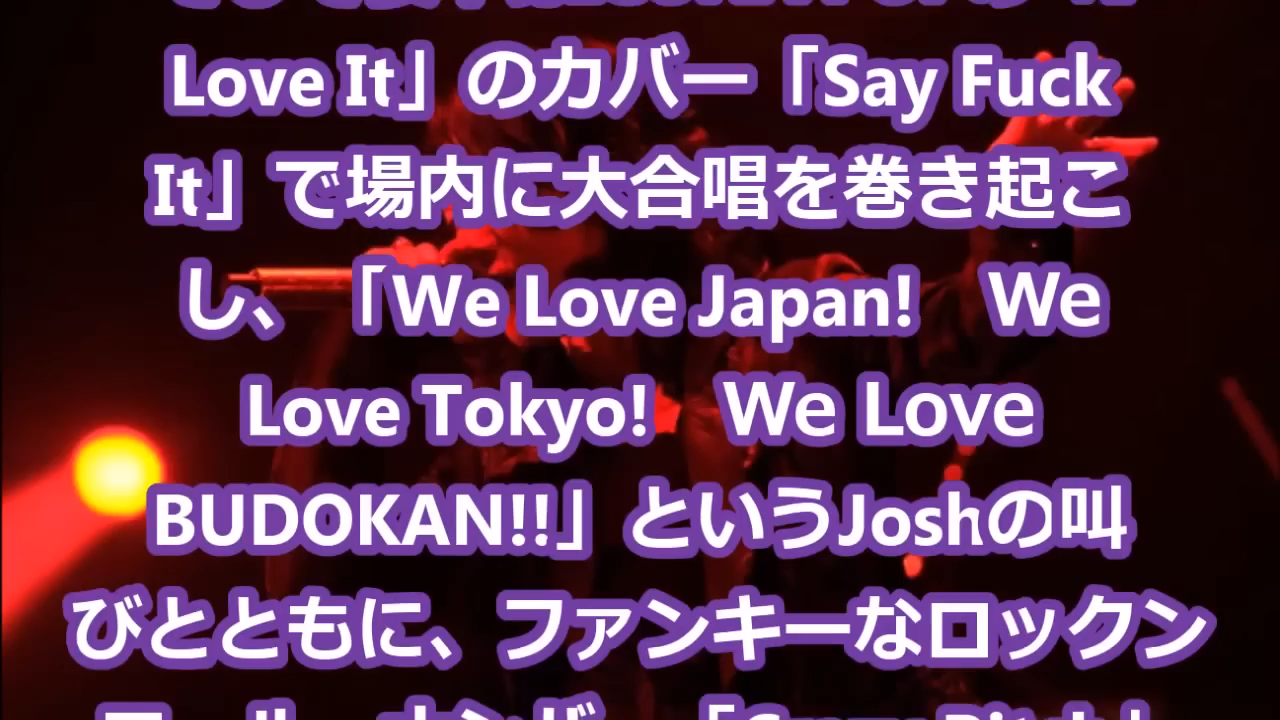 Love It」のカバー「Say Fuck
It」で場内に大合唱を巻き起こ
し、「We Love Japan!　We
Love Tokyo!　We Love
BUDOKAN!!」というJoshの叫
びとともに、ファンキーなロックン